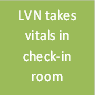 LVN takes
vitals in
check-in
room